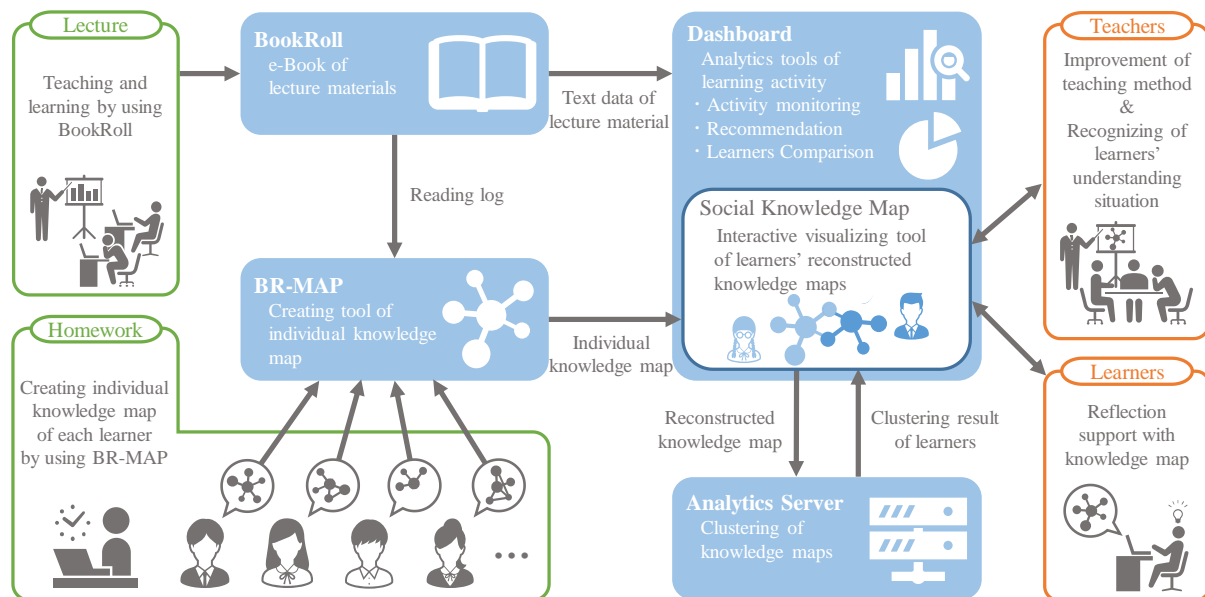 Lecture
Teaching and
learning by using
BookRoll
BookRoll
e-Book of
lecture materials
Text data of
lecture material
Dashboard
Analytics tools of
learning activity
・Activity monitoring
・Recommendation
・Learners Comparison
Teachers
Improvement of
teaching method
&
Recognizing of
learners'
understanding
situation
Reading log
Social Knowledge Map
Interactive visualizing tool
of learners' reconstructed
knowledge maps
BR-MAP
Creating tool of
individual knowledge
map
Individual
knowledge map
Homework
Creating individual
knowledge map
of each learner
by using BR-MAP
Reconstructed
knowledge map
Clustering result
of learners
Learners
Reflection
support with
knowledge map
Analytics Server
Clustering of
knowledge maps
…